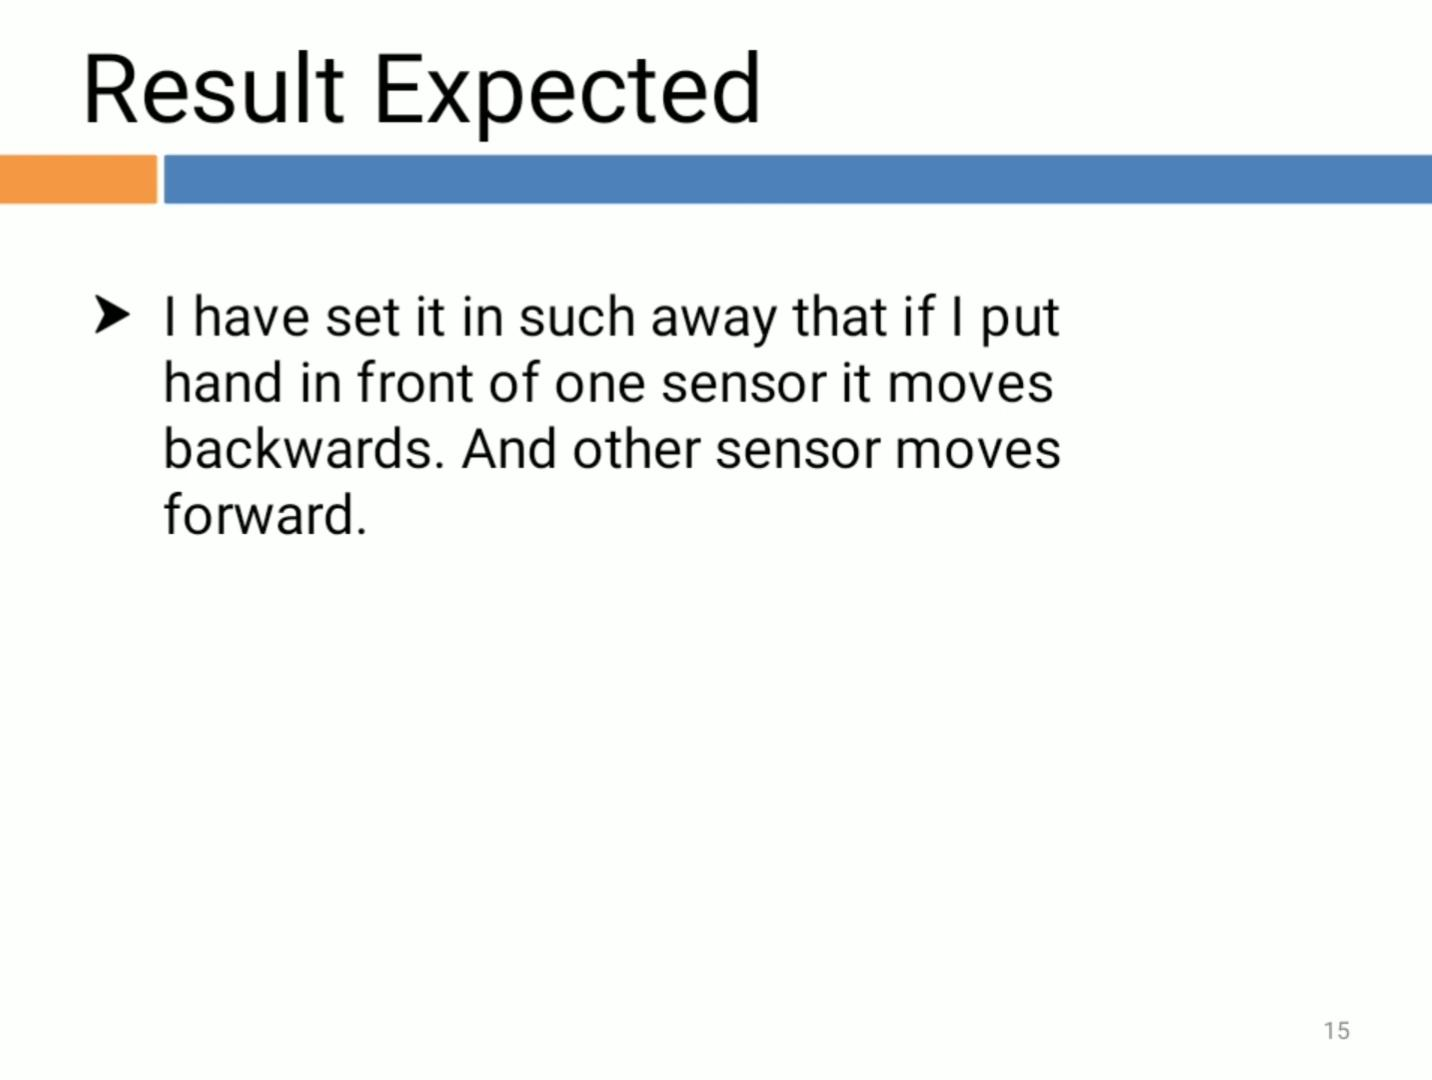 Result Expected
➤ I have set it in such away that if I put
hand in front of one sensor it moves
backwards. And other sensor moves
forward.
15